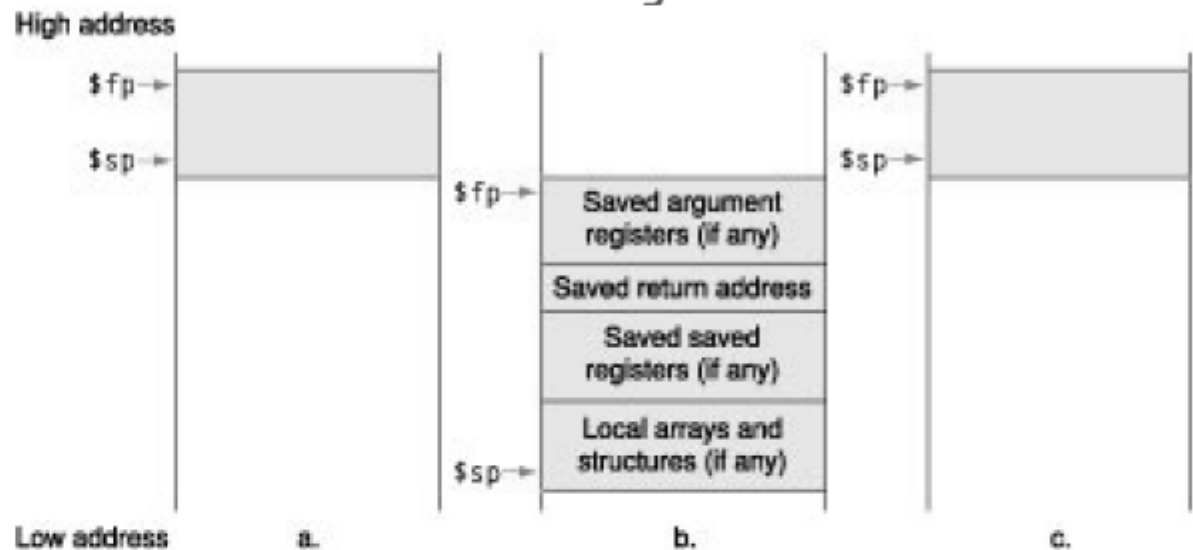 High address
$fp
$sp
$fp
Saved argument
registers (if any)
Saved return address
Saved saved
registers (if any)
Local arrays and
structures (if any)
$sp
$fp
$sp
Low address
a.
b.
c.